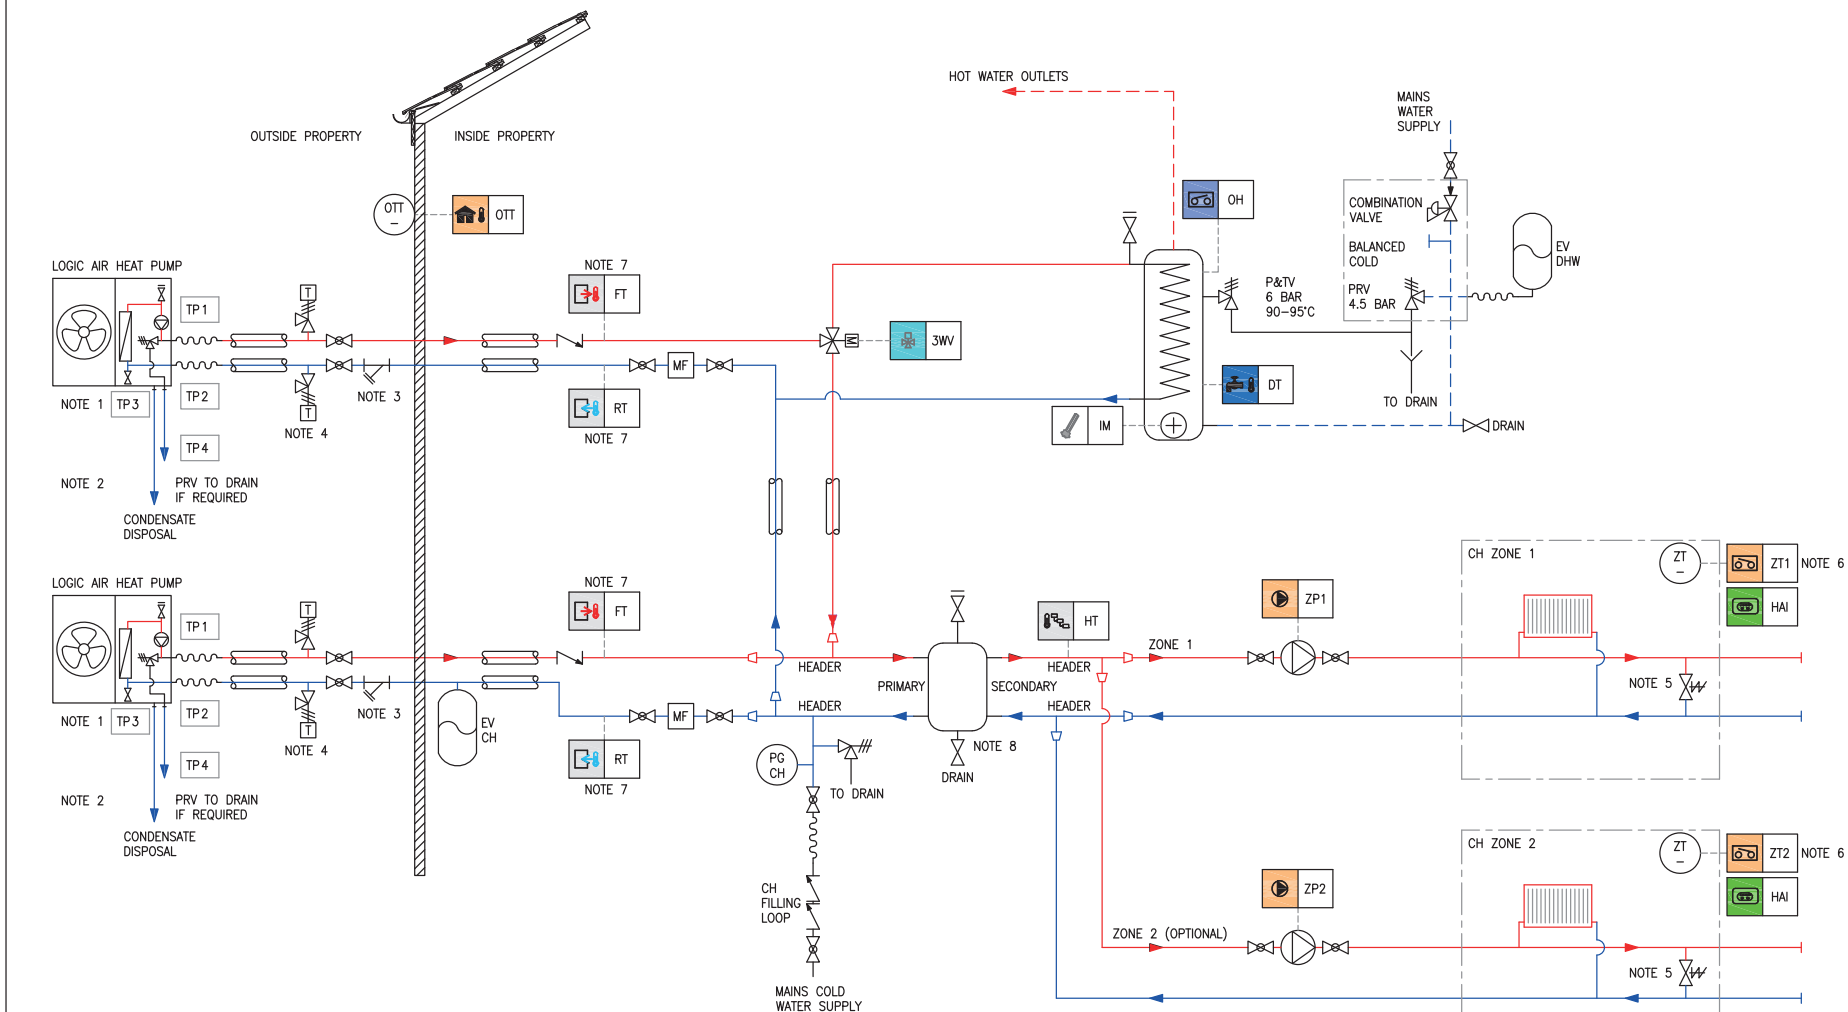 HOT WATER OUTLETS
MAINS
WATER
SUPPLY
OUTSIDE PROPERTY
INSIDE PROPERTY
OTT
–
OTT
OH
COMBINATION
VALVE
BALANCED
COLD
PRV
4.5 BAR
EV
DHW
P&TV
6 BAR
90–95°C
LOGIC AIR HEAT PUMP
TP1
T
NOTE 7
FT
M
3WV
MF
NOTE 1
TP3
TP2
T
NOTE 4
NOTE 3
RT
NOTE 7
DT
IM
TO DRAIN
DRAIN
TP4
NOTE 2
PRV TO DRAIN
IF REQUIRED
CONDENSATE
DISPOSAL
LOGIC AIR HEAT PUMP
TP1
T
NOTE 7
FT
HEADER
PRIMARY
SECONDARY
HT
HEADER
ZONE 1
ZP1
CH ZONE 1
ZT
–
ZT1
NOTE 6
HAI
NOTE 5
NOTE 1
TP3
TP2
T
NOTE 4
NOTE 3
EV
CH
MF
HEADER
HEADER
RT
NOTE 7
PG
CH
TO DRAIN
DRAIN
NOTE 8
TP4
NOTE 2
PRV TO DRAIN
IF REQUIRED
CONDENSATE
DISPOSAL
CH
FILLING
LOOP
MAINS COLD
WATER SUPPLY
ZONE 2 (OPTIONAL)
ZP2
CH ZONE 2
ZT
–
ZT2
NOTE 6
HAI
NOTE 5